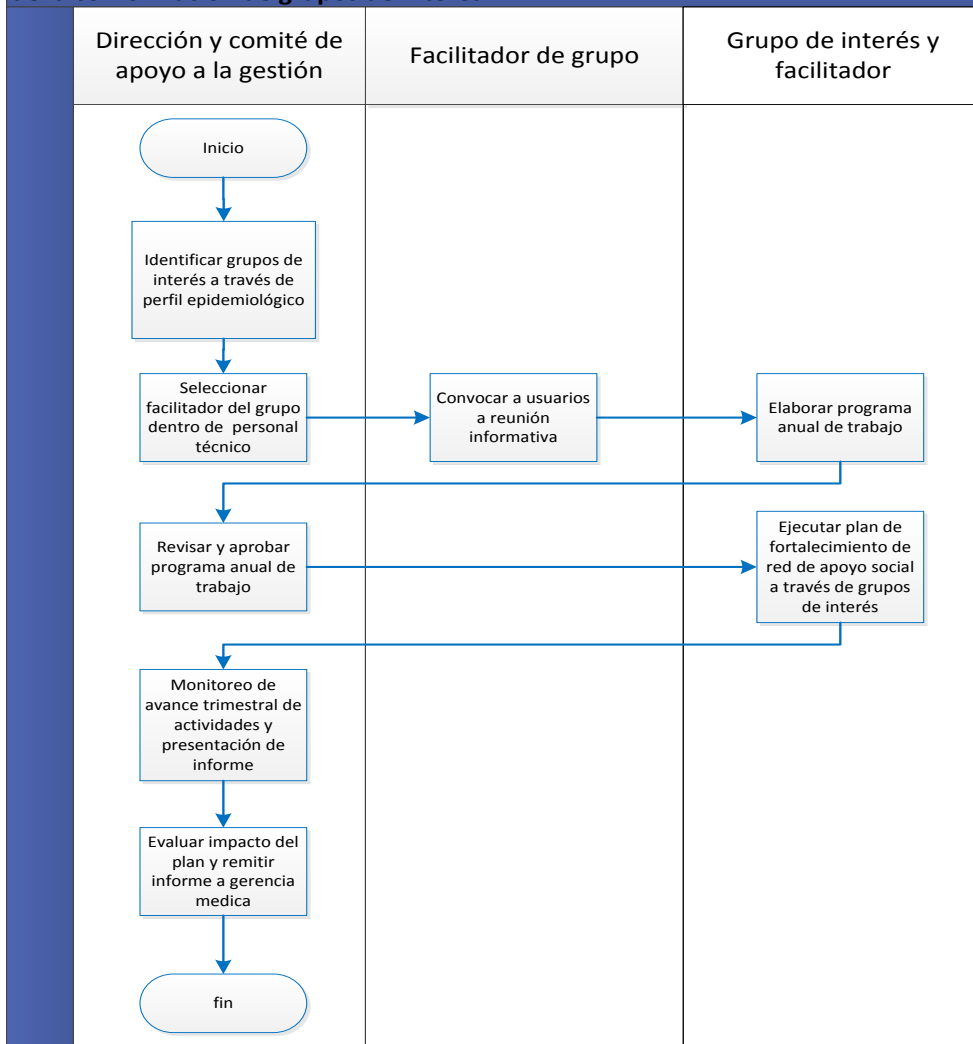 Dirección y comité de
apoyo a la gestión
Facilitador de grupo
Grupo de interés y
facilitador
Inicio
Identificar grupos de
interés a través de
perfil epidemiológico
Seleccionar
facilitador del grupo
dentro de personal
técnico
Convocar a usuarios
a reunión
informativa
Elaborar programa
anual de trabajo
Revisar y aprobar
programa anual de
trabajo
Ejecutar plan de
fortalecimiento de
red de apoyo social
a través de grupos
de interés
Monitoreo de
avance trimestral de
actividades y
presentación de
informe
Evaluar impacto del
plan y remitir
informe a gerencia
medica
fin